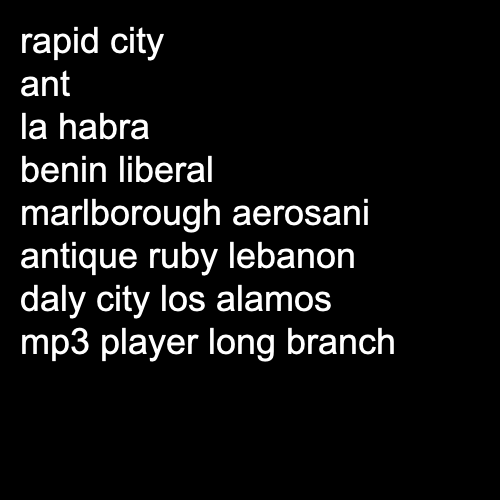 rapid city
ant
la habra
benin liberal
marlborough aerosani
antique ruby lebanon
daly city los alamos
mp3 player long branch